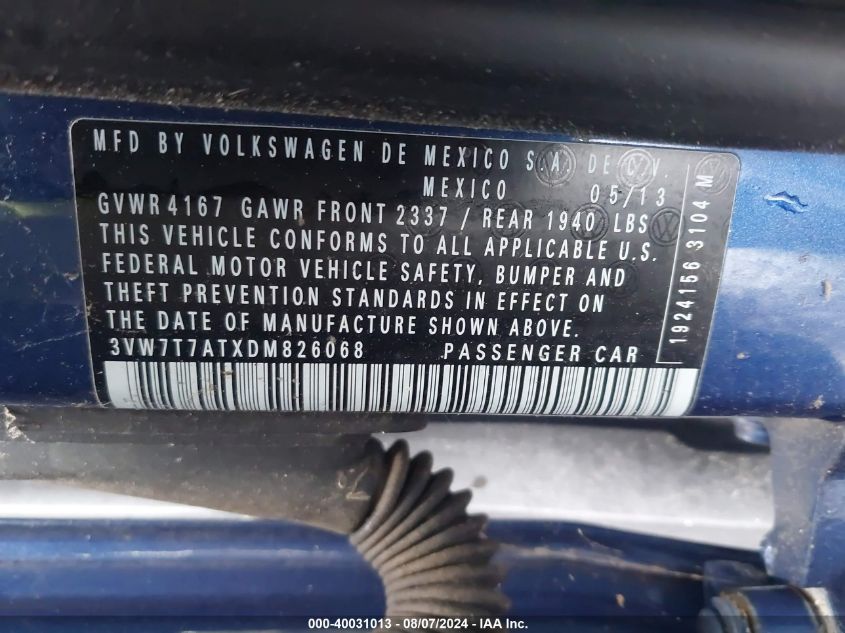 MFD BY VOLKSWAGEN DE MEXICO S.A. DE C.V.
MEXICO 05/13
GVWR 4167 GAWR FRONT 2337 / REAR 1940 LBS
THIS VEHICLE CONFORMS TO ALL APPLICABLE U.S.
FEDERAL MOTOR VEHICLE SAFETY, BUMPER AND
THEFT PREVENTION STANDARDS IN EFFECT ON
THE DATE OF MANUFACTURE SHOWN ABOVE.
3VW7T7ATXDM826068 PASSENGER CAR
1924156 3104 M
000-40031013 - 08/07/2024 - IAA Inc.